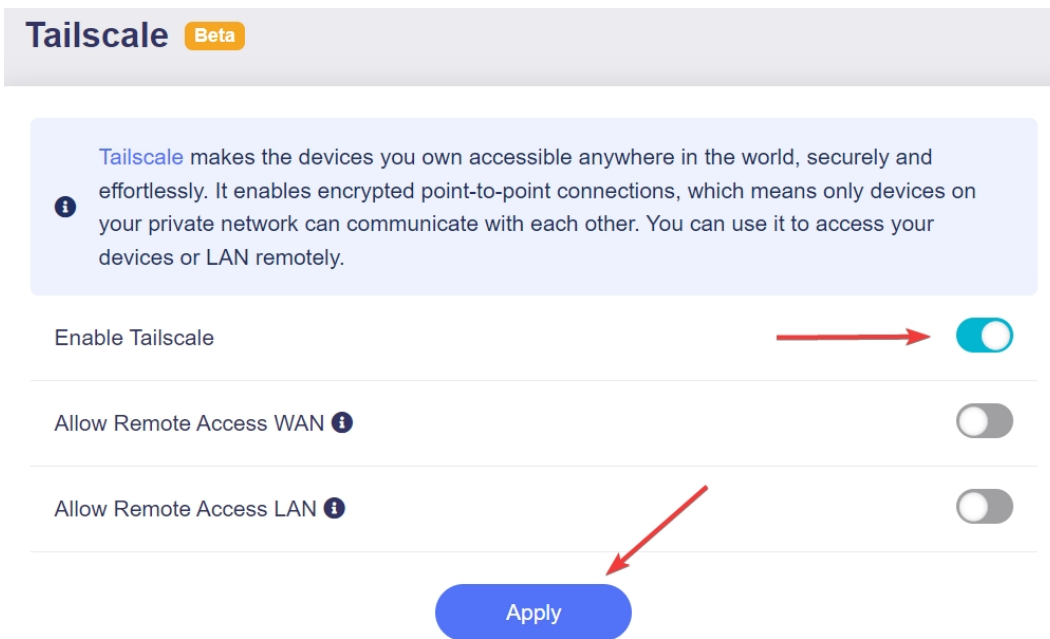 Tailscale Beta
Tailscale makes the devices you own accessible anywhere in the world, securely and
effortlessly. It enables encrypted point-to-point connections, which means only devices on
your private network can communicate with each other. You can use it to access your
devices or LAN remotely.
Enable Tailscale
Allow Remote Access WAN
Allow Remote Access LAN
Apply